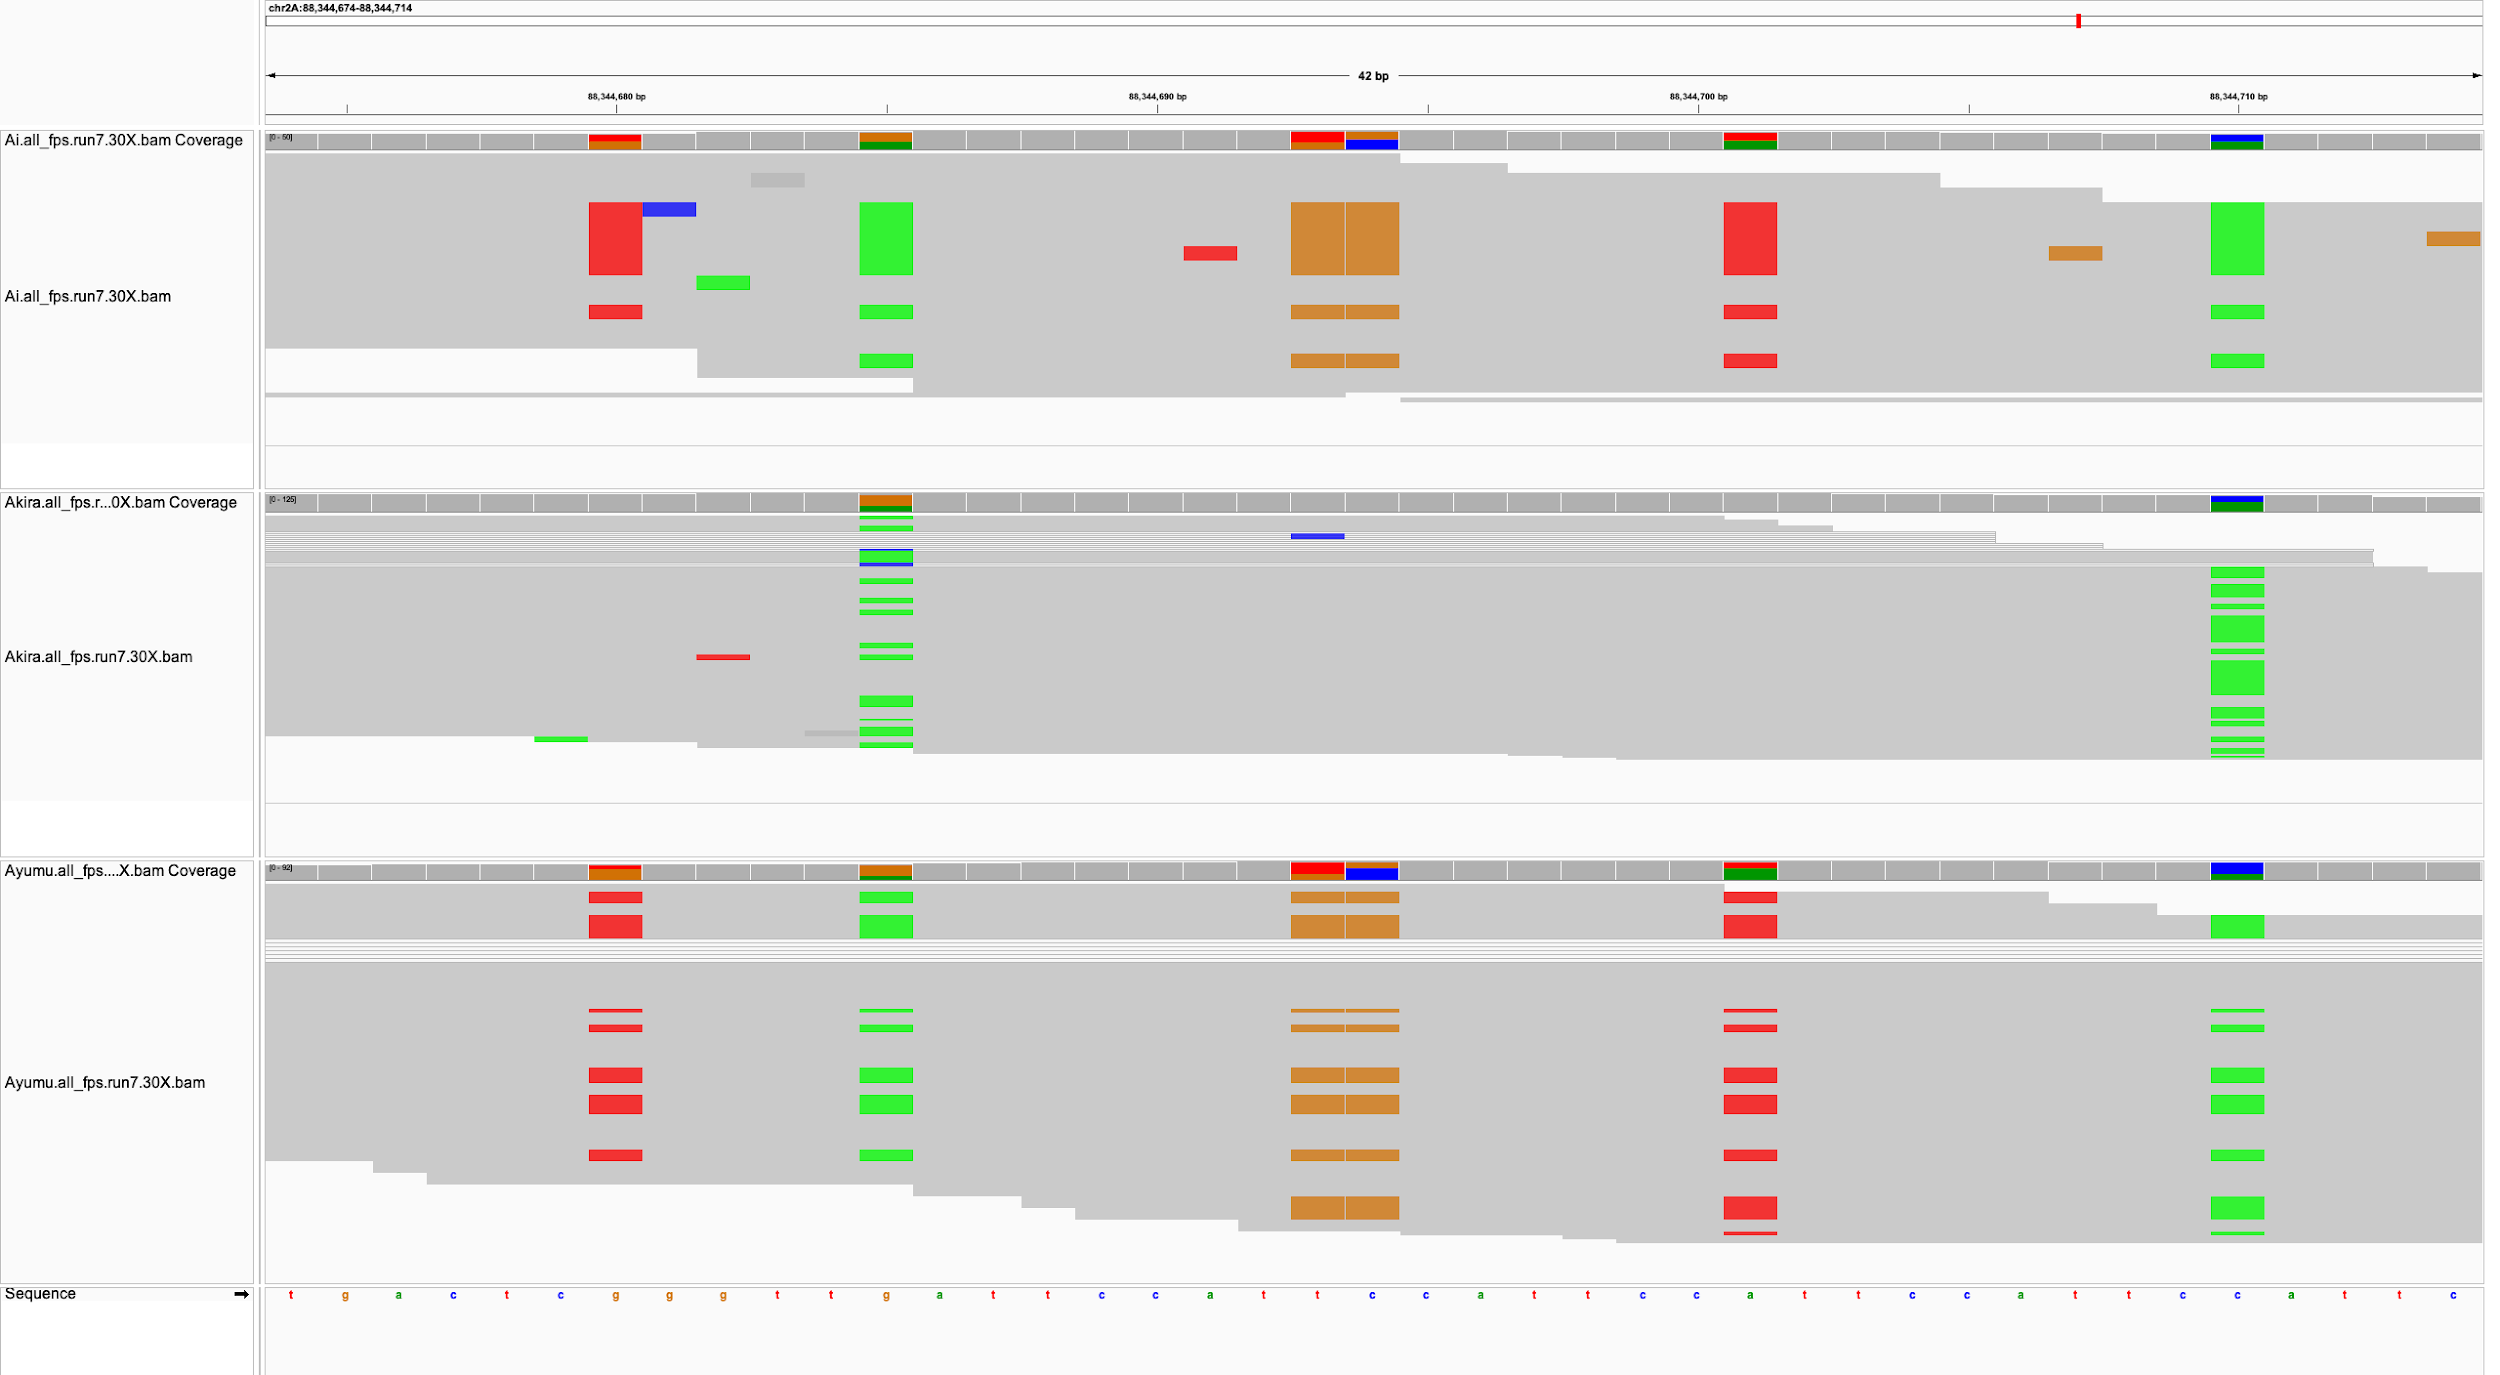 chr2A:88,344,674-88,344,714
42 bp
88,344,680 bp 88,344,690 bp 88,344,700 bp 88,344,710 bp
Ai.all_fps.run7.30X.bam Coverage
[0 - 50]
Ai.all_fps.run7.30X.bam
Akira.all_fps.r...0X.bam Coverage
[0 - 125]
Akira.all_fps.run7.30X.bam
Ayumu.all_fps....X.bam Coverage
[0 - 92]
Ayumu.all_fps.run7.30X.bam
Sequence t g a c t c g g g t t g a t t c c a t t c c a t t c c a t t c c a t t c c a t t c